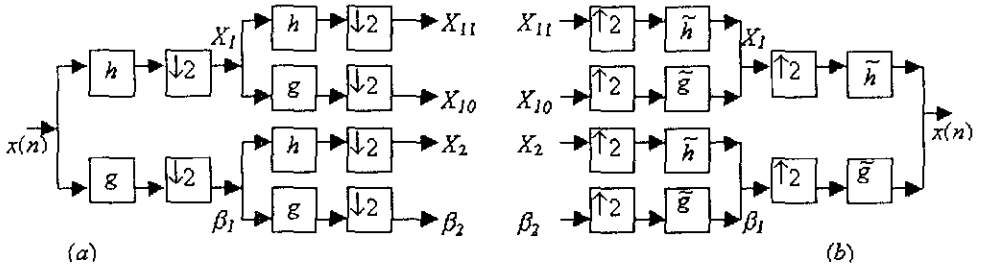 h ↓2 X₁₁
X₁
h ↓2
g ↓2 X₁₀
x(n)
h ↓2 X₂
g ↓2
β₁ g ↓2 β₂
(a)
X₁₁ ↑2 h̃
X₁
↑2 h̃
X₁₀ ↑2 g̃
x(n)
X₂ ↑2 h̃
↑2 g̃
β₂ ↑2 g̃ β₁
(b)